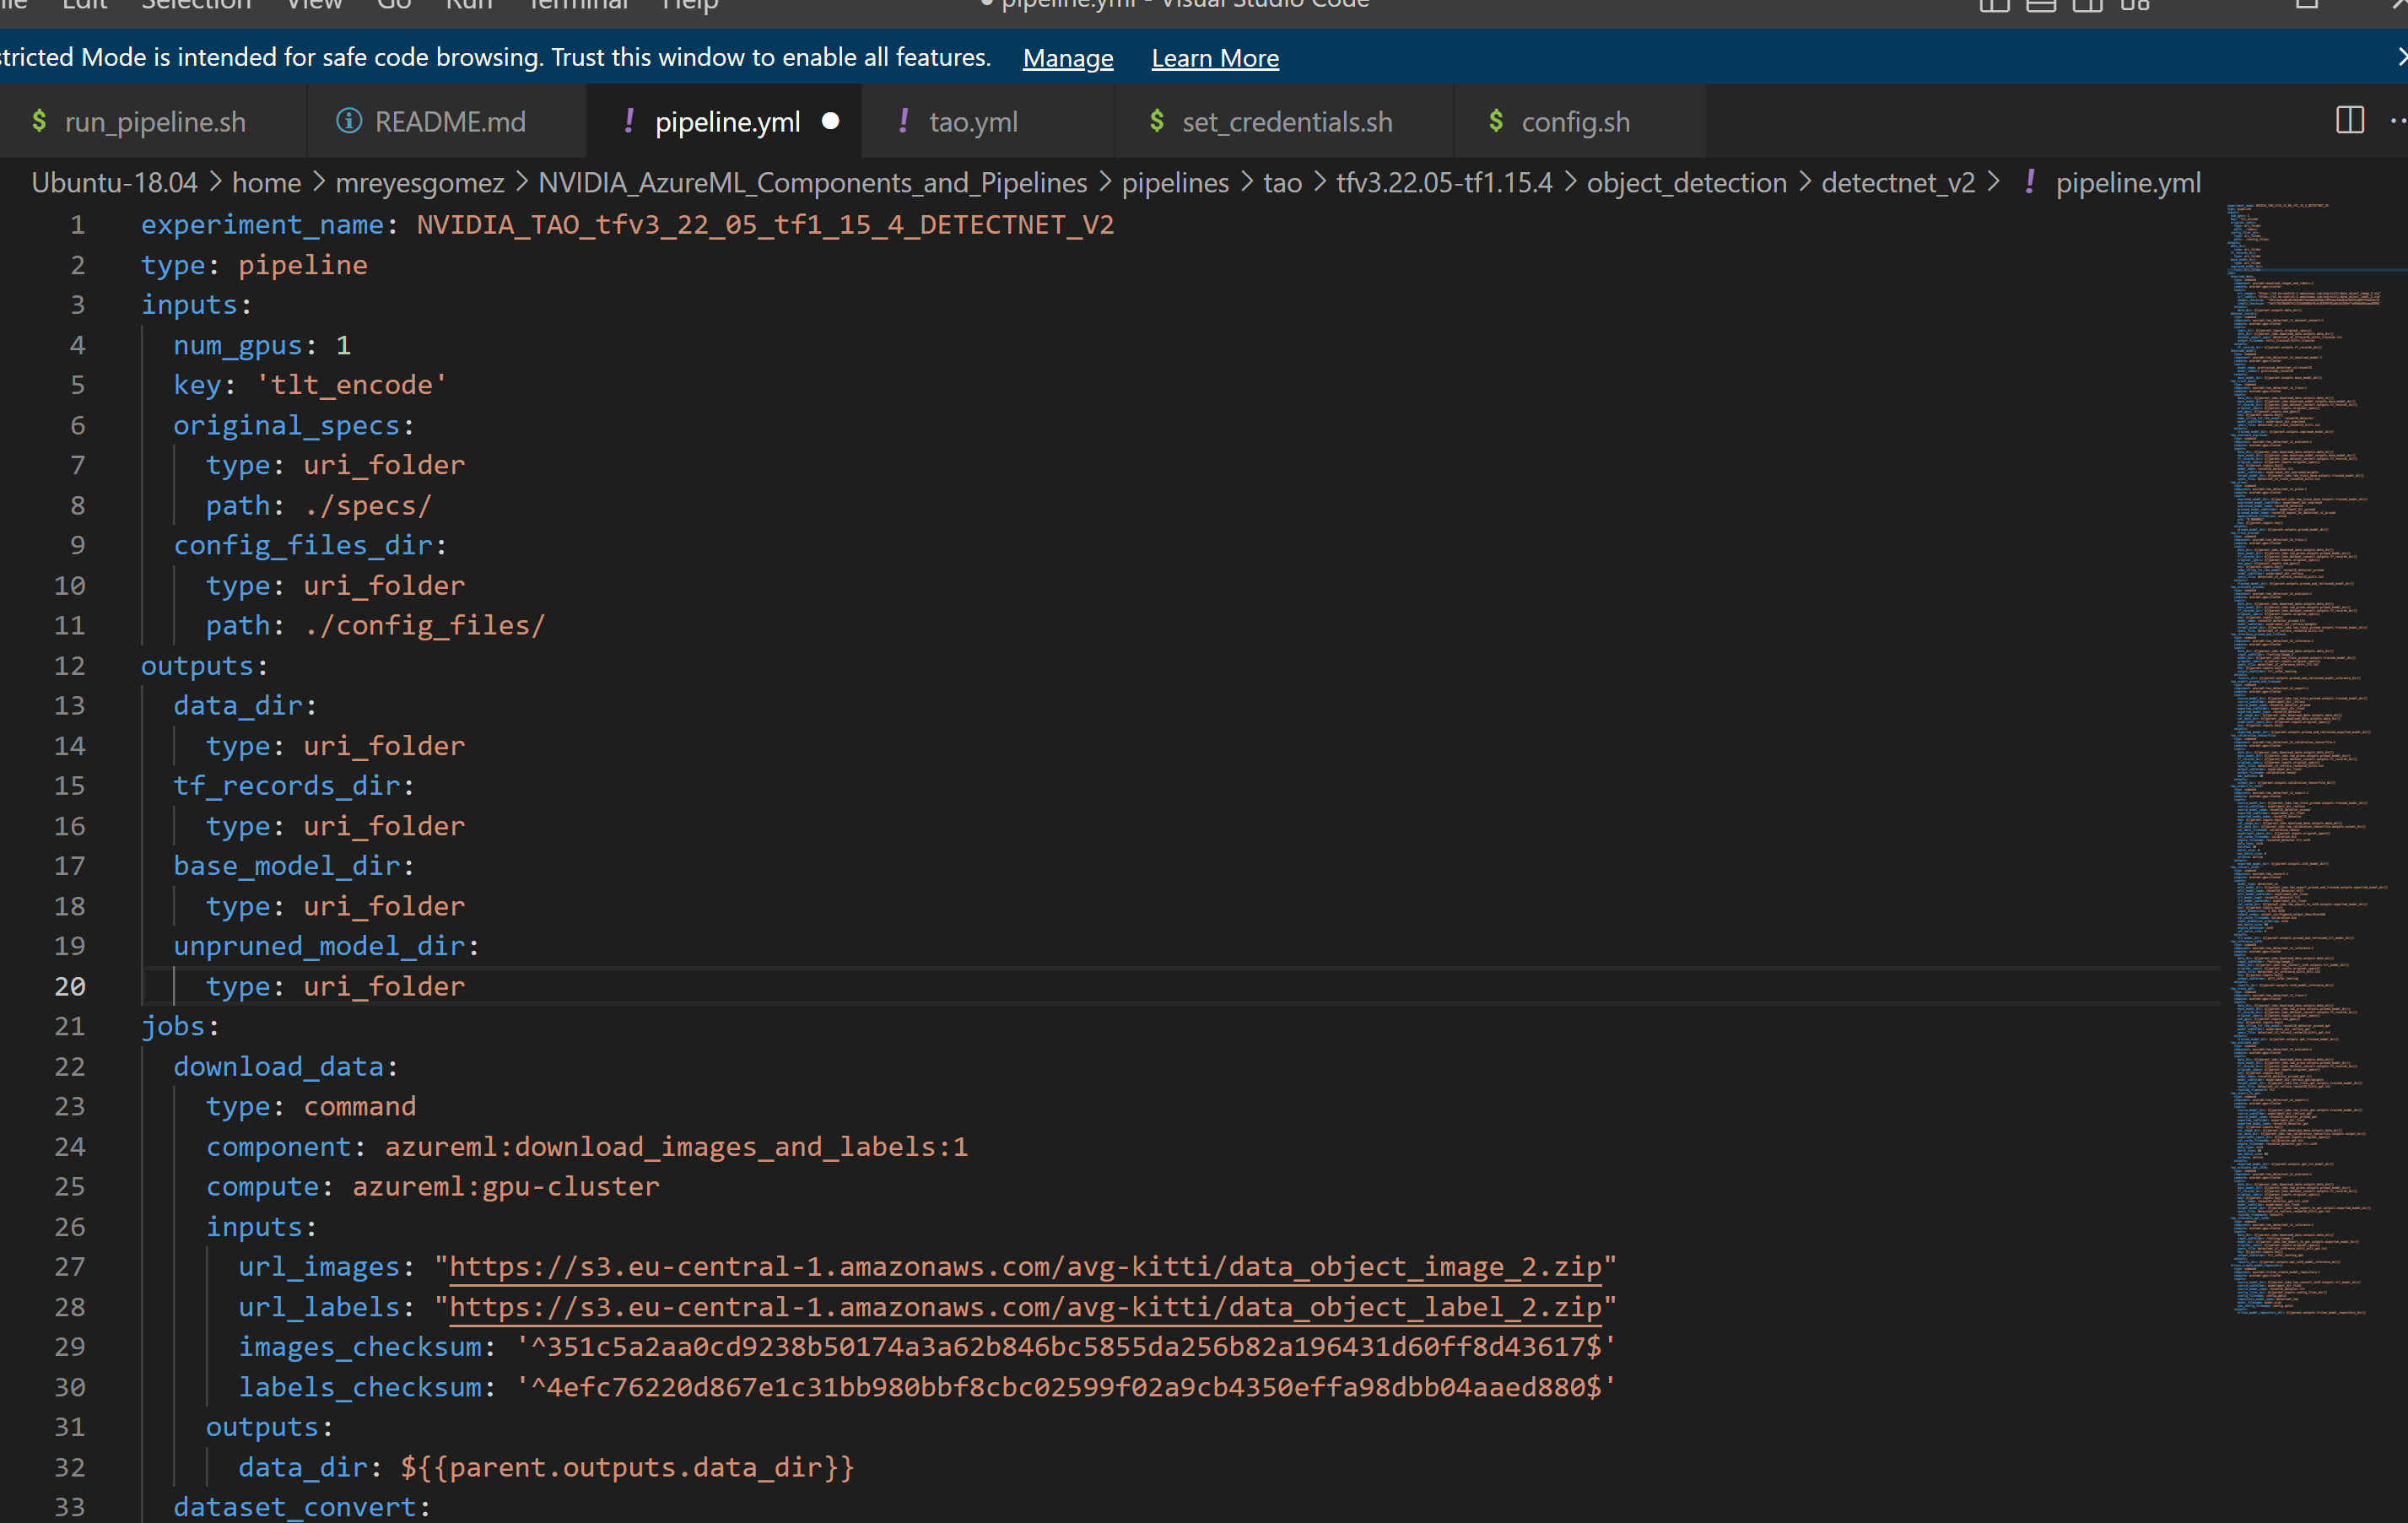 Edit Selection View Go Run Terminal Help ● pipeline.yml - Visual Studio Code
stricted Mode is intended for safe code browsing. Trust this window to enable all features. Manage Learn More
$ run_pipeline.sh README.md ! pipeline.yml ● ! tao.yml $ set_credentials.sh $ config.sh
Ubuntu-18.04 > home > mreyesgomez > NVIDIA_AzureML_Components_and_Pipelines > pipelines > tao > tfv3.22.05-tf1.15.4 > object_detection > detectnet_v2 > ! pipeline.yml
1 experiment_name: NVIDIA_TAO_tfv3_22_05_tf1_15_4_DETECTNET_V2
2 type: pipeline
3 inputs:
4 num_gpus: 1
5 key: 'tlt_encode'
6 original_specs:
7 type: uri_folder
8 path: ./specs/
9 config_files_dir:
10 type: uri_folder
11 path: ./config_files/
12 outputs:
13 data_dir:
14 type: uri_folder
15 tf_records_dir:
16 type: uri_folder
17 base_model_dir:
18 type: uri_folder
19 unpruned_model_dir:
20 type: uri_folder
21 jobs:
22 download_data:
23 type: command
24 component: azureml:download_images_and_labels:1
25 compute: azureml:gpu-cluster
26 inputs:
27 url_images: "https://s3.eu-central-1.amazonaws.com/avg-kitti/data_object_image_2.zip"
28 url_labels: "https://s3.eu-central-1.amazonaws.com/avg-kitti/data_object_label_2.zip"
29 images_checksum: '^351c5a2aa0cd9238b50174a3a62b846bc5855da256b82a196431d60ff8d43617$'
30 labels_checksum: '^4efc76220d867e1c31bb980bbf8cbc02599f02a9cb4350effa98dbb04aaed880$'
31 outputs:
32 data_dir: ${{parent.outputs.data_dir}}
33 dataset_convert: